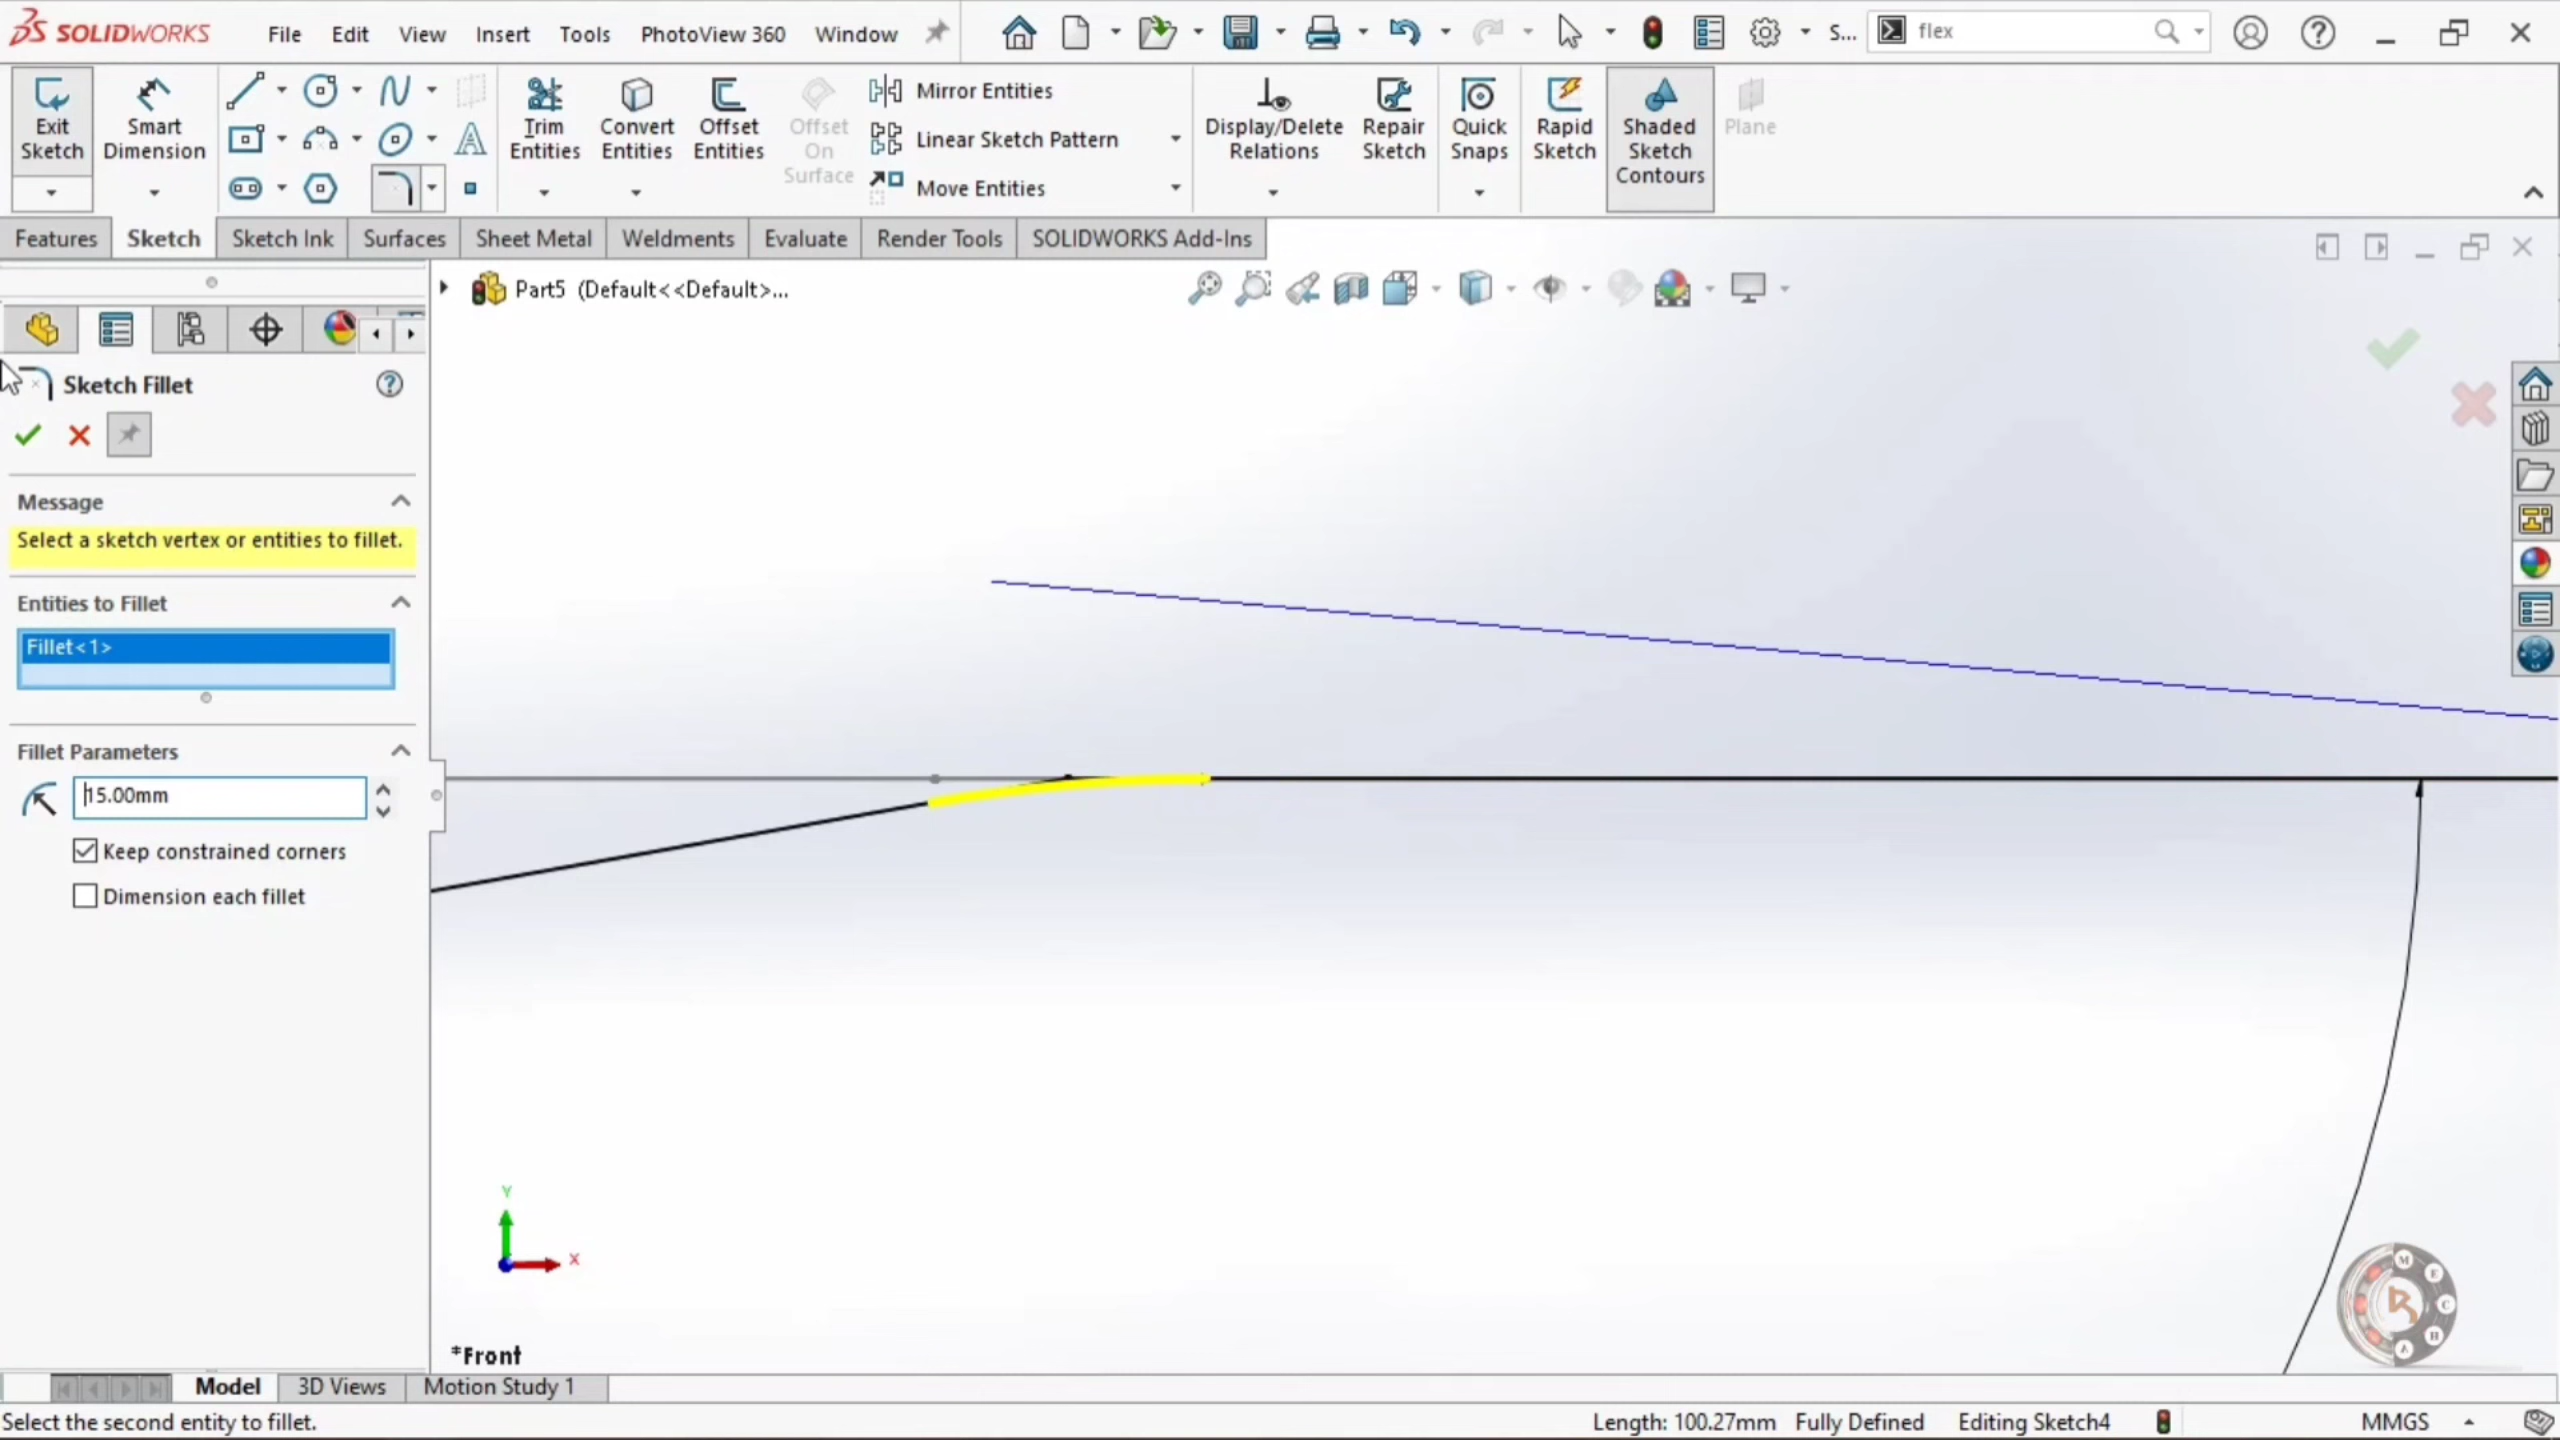 SOLIDWORKS File Edit View Insert Tools PhotoView 360 Window S... flex
Exit Sketch
Smart Dimension
Trim Entities
Convert Entities
Offset Entities
Offset On Surface
Mirror Entities
Linear Sketch Pattern
Move Entities
Display/Delete Relations
Repair Sketch
Quick Snaps
Rapid Sketch
Shaded Sketch Contours
Plane
Features Sketch Sketch Ink Surfaces Sheet Metal Weldments Evaluate Render Tools SOLIDWORKS Add-Ins
Part5 (Default<<Default>...
Sketch Fillet
Message
Select a sketch vertex or entities to fillet.
Entities to Fillet
Fillet<1>
Fillet Parameters
15.00mm
Keep constrained corners
Dimension each fillet
Y
X
M
E
C
H
A
R
*Front
Model 3D Views Motion Study 1
Select the second entity to fillet. Length: 100.27mm Fully Defined Editing Sketch4 MMGS